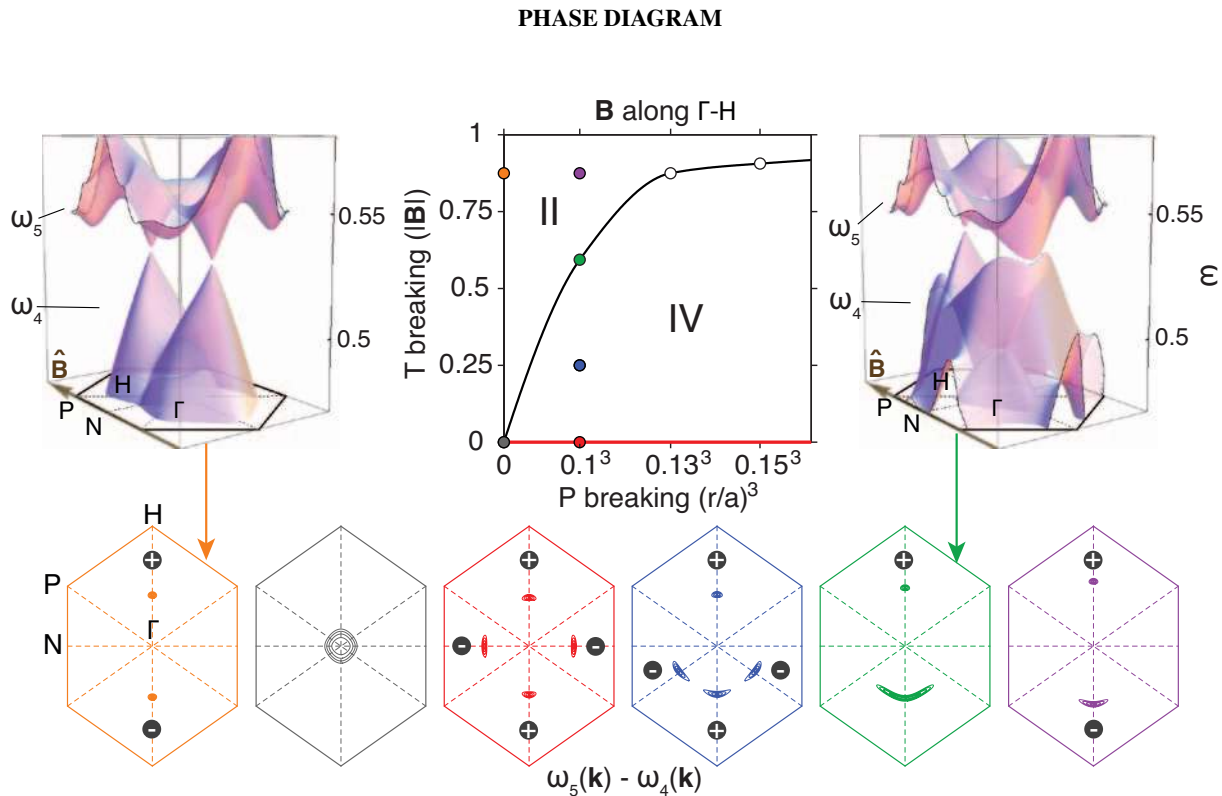 PHASE DIAGRAM
B along Γ-H
ω5
ω4
0.55
0.5
B̂
H
P
N
Γ
T breaking (|B|)
1
0.75
0.5
0.25
0
II
IV
0
0.1³
0.13³
0.15³
P breaking (r/a)³
ω5
ω4
0.55
0.5
ω
B̂
H
P
N
Γ
H
P
N
Γ
+
-
+
-
-
+
+
-
-
+
+
+
-
ω₅(k) - ω₄(k)